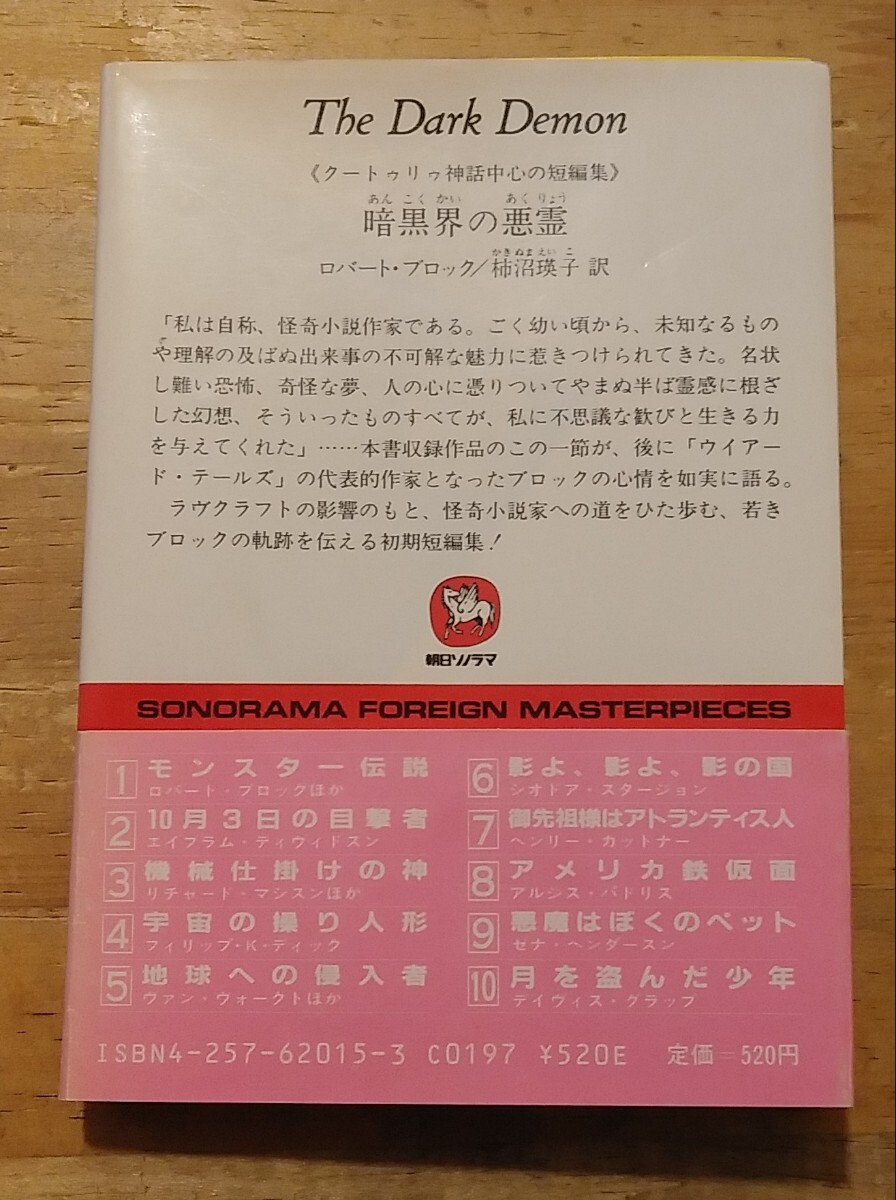 The Dark Demon
《クートゥリゥ神話中心の短編集》
あんこくかい あくりょう
暗黒界の悪霊
かきぬまえいこ
ロバート・ブロック/柿沼瑛子 訳
「私は自称、怪奇小説作家である。ごく幼い頃から、未知なるもの
や理解の及ばぬ出来事の不可解な魅力に惹きつけられてきた。名状
し難い恐怖、奇怪な夢、人の心に憑りついてやまぬ半ば霊感に根ざ
した幻想、そういったものすべてが、私に不思議な歓びと生きる力
を与えてくれた」……本書収録作品のこの一節が、後に「ウイアー
ド・テールズ」の代表的作家となったブロックの心情を如実に語る。
ラヴクラフトの影響のもと、怪奇小説家への道をひた歩む、若き
ブロックの軌跡を伝える初期短編集!
朝日ソノラマ
SONORAMA FOREIGN MASTERPIECES
1 モンスター伝説
ロバート・ブロックほか
2 10月3日の目撃者
エイブラム・デイヴィドスン
3 機械仕掛けの神
リチャード・マシスンほか
4 宇宙の操り人形
フィリップ・K・ディック
5 地球への侵入者
ヴァン・ヴォークトほか
6 影よ、影よ、影の国
シオドア・スタージョン
7 御先祖様はアトランティス人
ヘンリー・カットナー
8 アメリカ鉄仮面
アルジス・バドリス
9 悪魔はぼくのペット
ゼナ・ヘンダースン
10 月を盗んだ少年
デイヴィス・グラッブ
ISBN4-257-62015-3 C0197 ¥520E 定価=520円